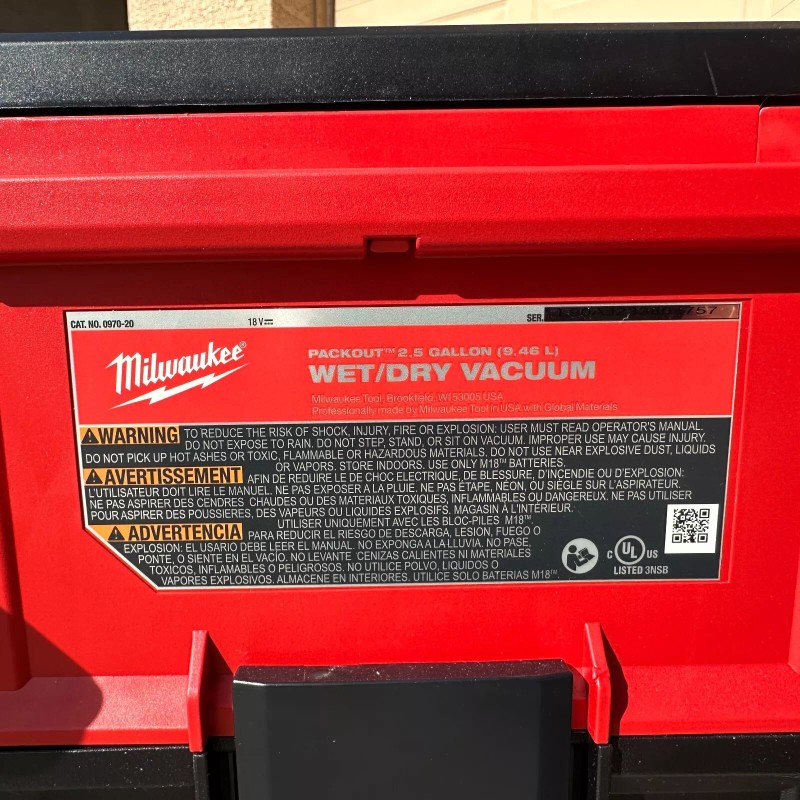 CAT. NO. 0970-20
18 V⎓
SER.
Milwaukee®
PACKOUT™ 2.5 GALLON (9.46 L)
WET/DRY VACUUM
Milwaukee Tool, Brookfield, WI 53005 USA
Professionally made by Milwaukee Tool in USA with Global Materials
WARNING TO REDUCE THE RISK OF SHOCK, INJURY, FIRE OR EXPLOSION: USER MUST READ OPERATOR'S MANUAL.
DO NOT EXPOSE TO RAIN. DO NOT STEP, STAND, OR SIT ON VACUUM. IMPROPER USE MAY CAUSE INJURY.
DO NOT PICK UP HOT ASHES OR TOXIC, FLAMMABLE OR HAZARDOUS MATERIALS. DO NOT USE NEAR EXPLOSIVE DUST, LIQUIDS
OR VAPORS. STORE INDOORS, USE ONLY M18™ BATTERIES.
AVERTISSEMENT AFIN DE REDUIRE LE DE CHOC ELECTRIQUE, DE BLESSURE, D'INCENDIE OU D'EXPLOSION:
L'UTILISATEUR DOIT LIRE LE MANUEL. NE PAS EXPOSER A LA PLUIE. NE PAS ETAPE, NEON, OU SIÈGLE SUR L'ASPIRATEUR.
NE PAS ASPIRER DES CENDRES CHAUDES OU DES MATERIAUX TOXIQUES, INFLAMMABLES OU DANGEREUX. NE PAS UTILISER
POUR ASPIRER DES POUSSIERES, DES VAPEURS OU LIQUIDES EXPLOSIFS. MAGASIN À L'INTÉRIEUR.
UTILISER UNIQUEMENT AVEC LES BLOC-PILES M18™.
ADVERTENCIA PARA REDUCIR EL RIESGO DE DESCARGA, LESION, FUEGO O
EXPLOSION: EL USARIO DEBE LEER EL MANUAL. NO EXPONGA A LA LLUVIA. NO PASE,
PONTE, O SIENTE EN EL VACIO. NO LEVANTE CENIZAS CALIENTES NI MATERIALES
TOXICOS, INFLAMABLES O PELIGROSOS. NO UTILICE POLVO, LIQUIDOS O
VAPORES EXPLOSIVOS. ALMACENE EN INTERIORES. UTILICE SOLO BATERIAS M18™.
C UL US
LISTED 3NSB